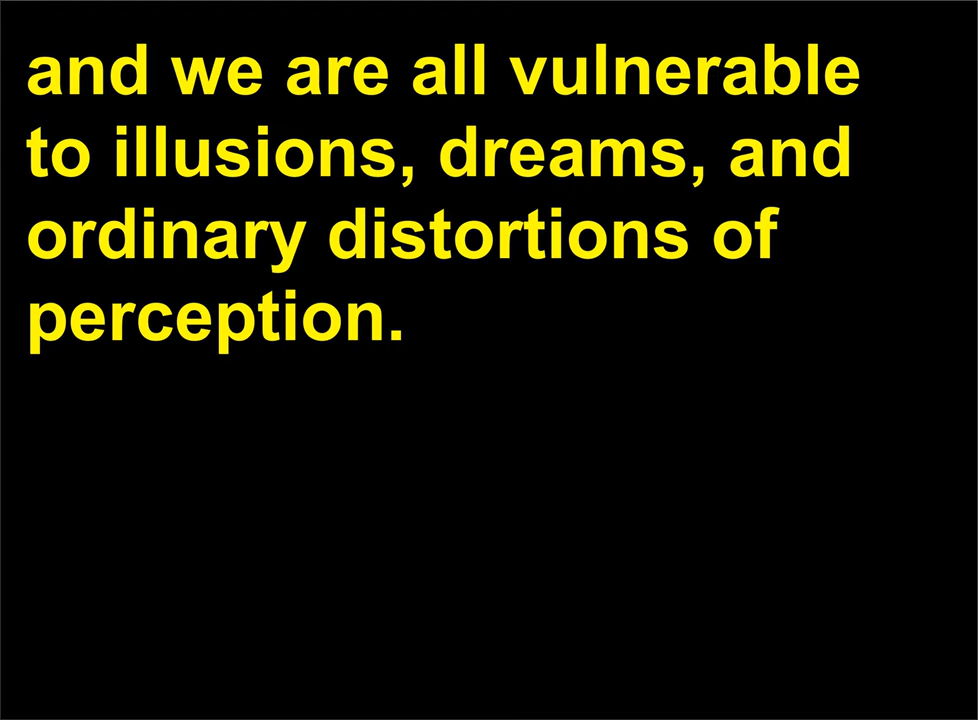 and we are all vulnerable
to illusions, dreams, and
ordinary distortions of
perception.